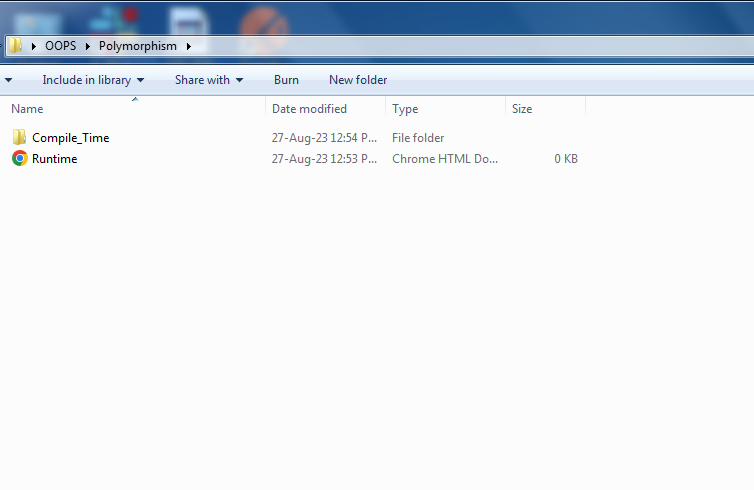 OOPS Polymorphism
Include in library Share with Burn New folder
Name Date modified Type Size
Compile_Time 27-Aug-23 12:54 P... File folder
Runtime 27-Aug-23 12:53 P... Chrome HTML Do... 0 KB